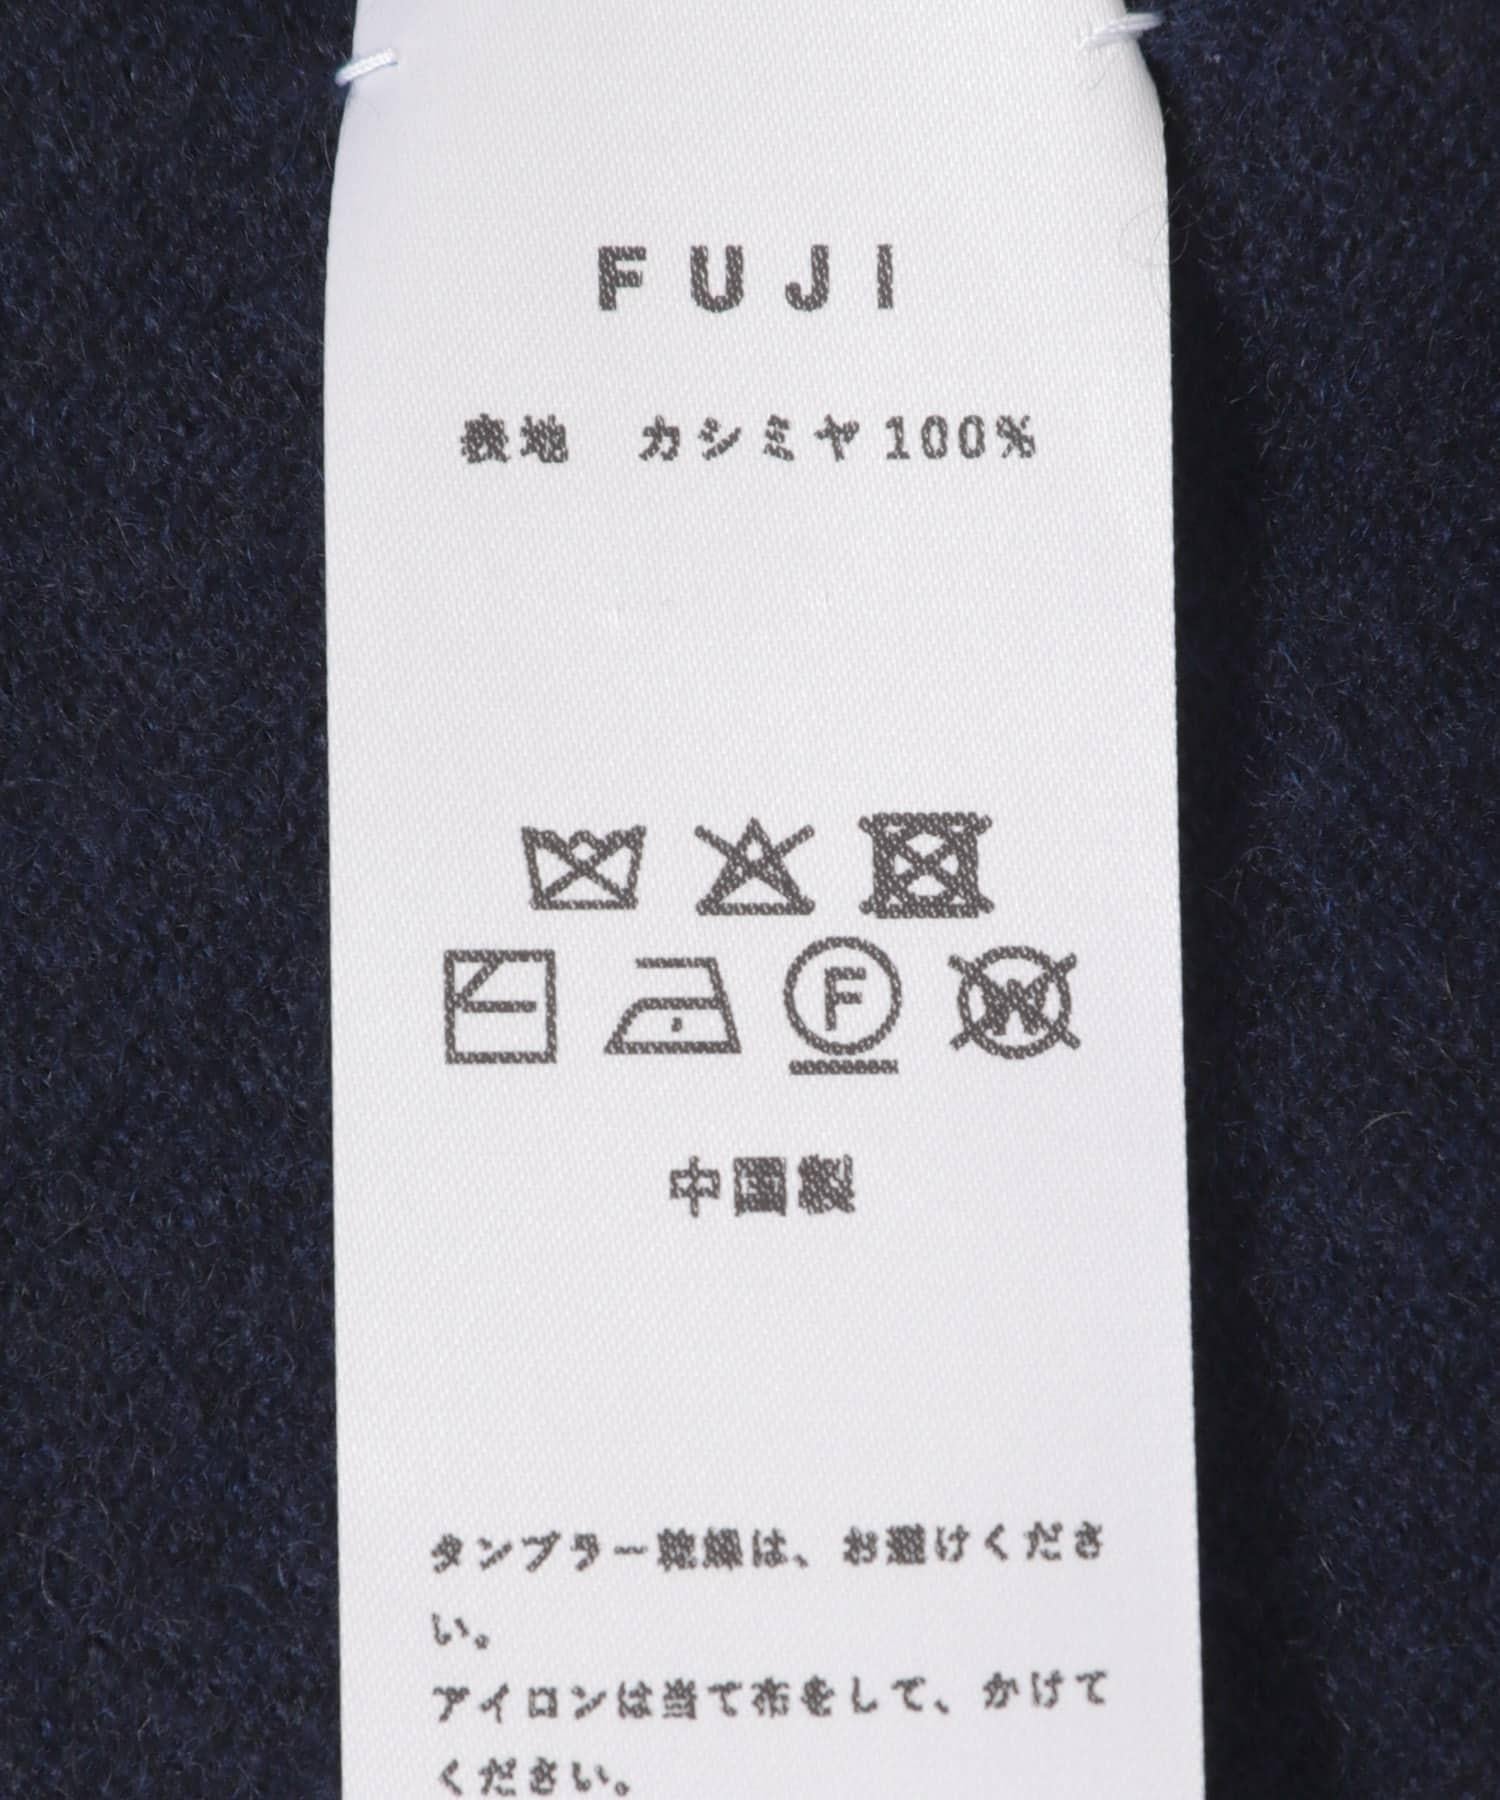 FUJI
表地　カシミヤ100%
F W
中国製
タンブラー乾燥は、お避けくださ
い。
アイロンは当て布をして、かけて
ください。